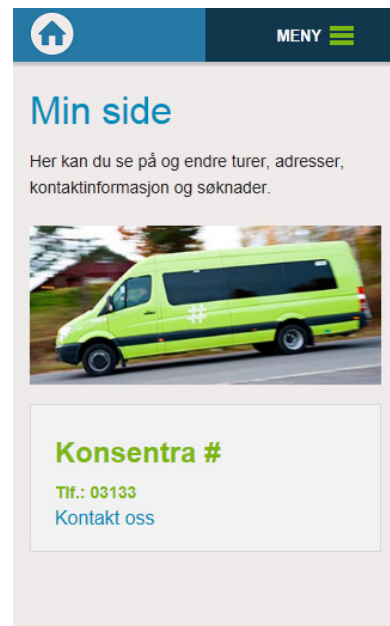 MENY
Min side
Her kan du se på og endre turer, adresser,
kontaktinformasjon og søknader.
#
Konsentra #
Tlf.: 03133
Kontakt oss